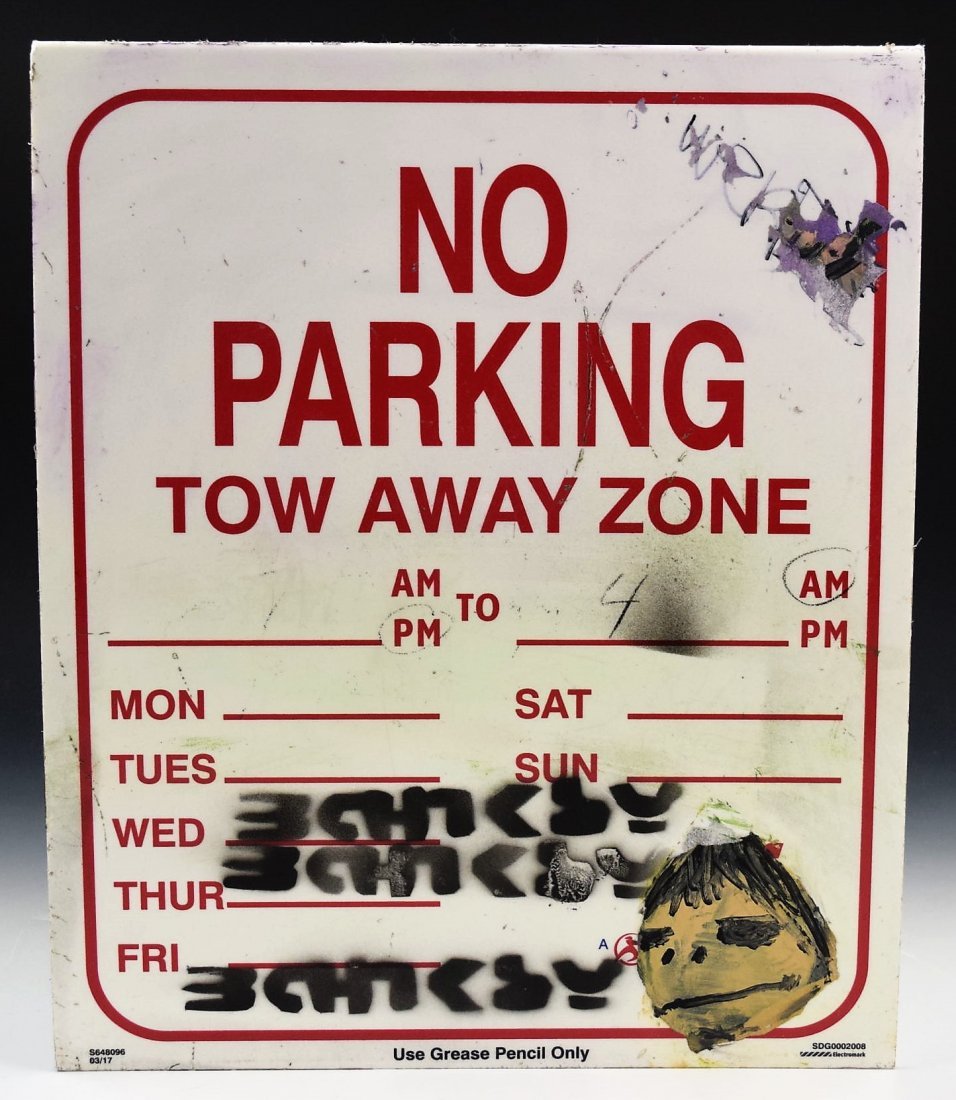 NO
PARKING
TOW AWAY ZONE
AM
PM
TO
4
AM
PM
MON
SAT
TUES
SUN
WED
BANKSY
THUR
BANKSY
FRI
A
BANKSY
S648096
03/17
Use Grease Pencil Only
SDG0002008
Electromark